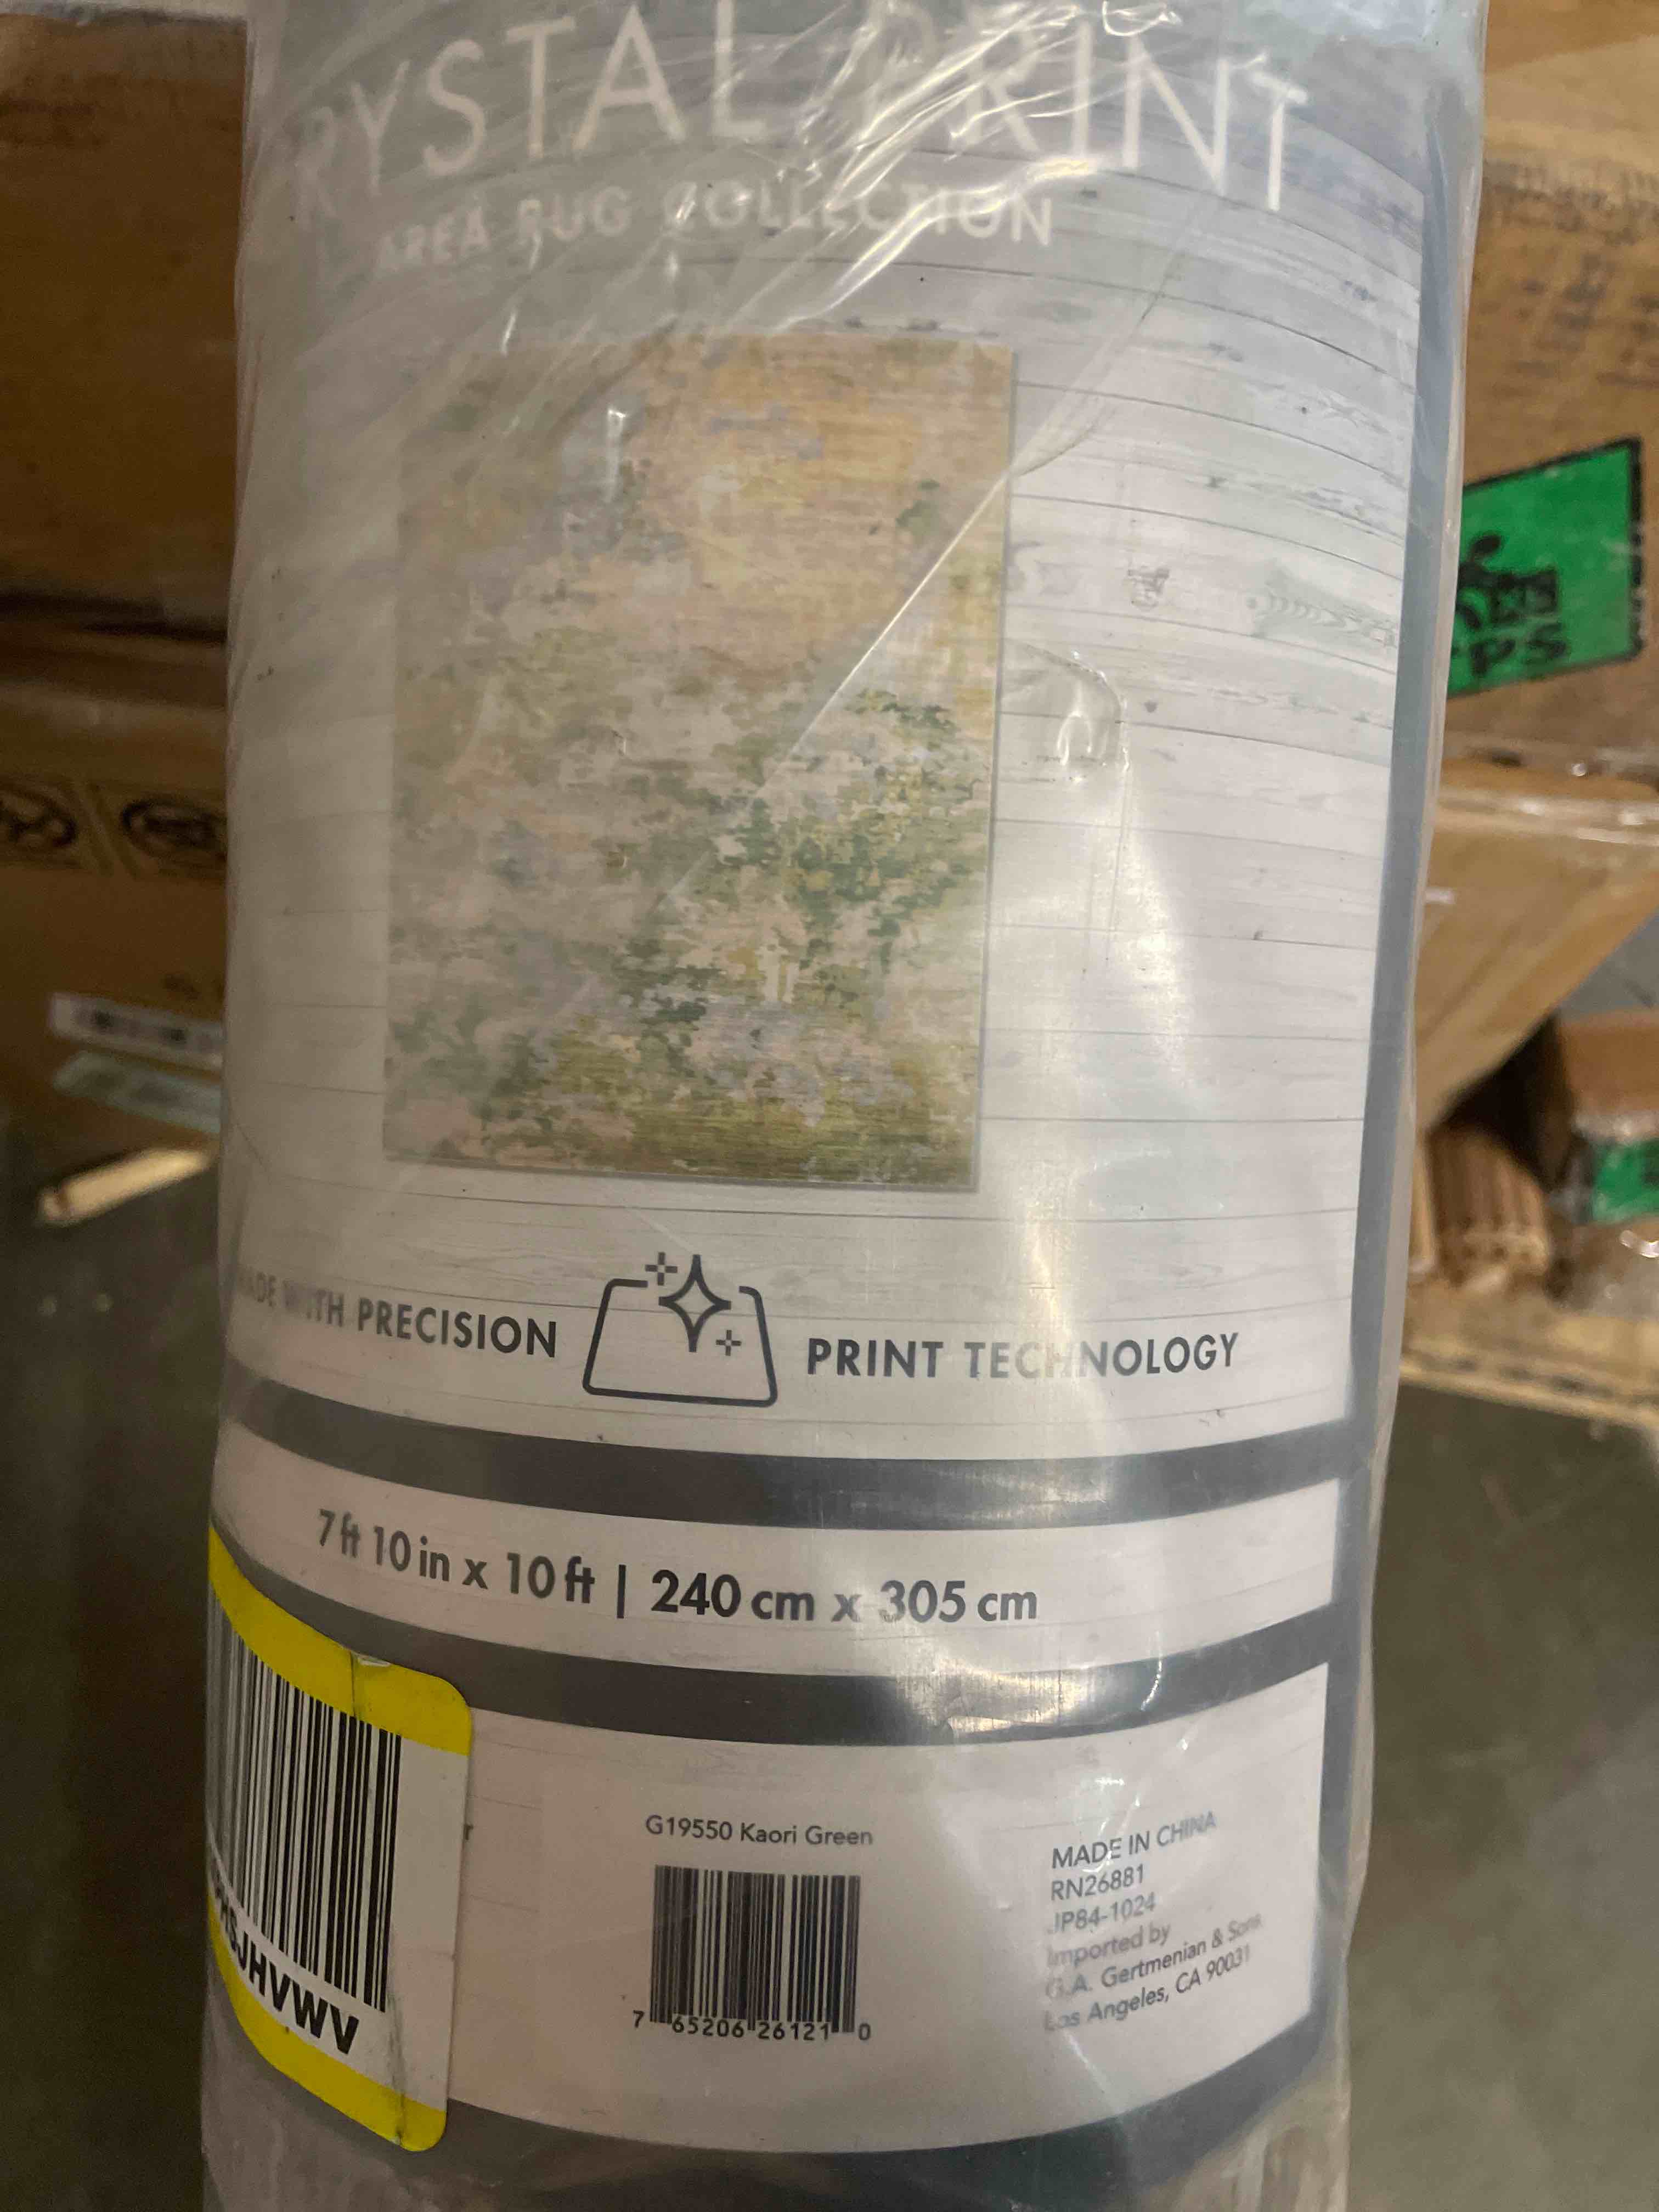 RYSTAL PRINT
AREA RUG COLLECTION
MADE WITH PRECISION PRINT TECHNOLOGY
7 ft 10 in x 10 ft | 240 cm x 305 cm
SJHVWV
G19550 Kaori Green
7 65206 26121 0
MADE IN CHINA
RN26881
JP84-1024
Imported by
G.A. Gertmenian & Sons
Los Angeles, CA 90031